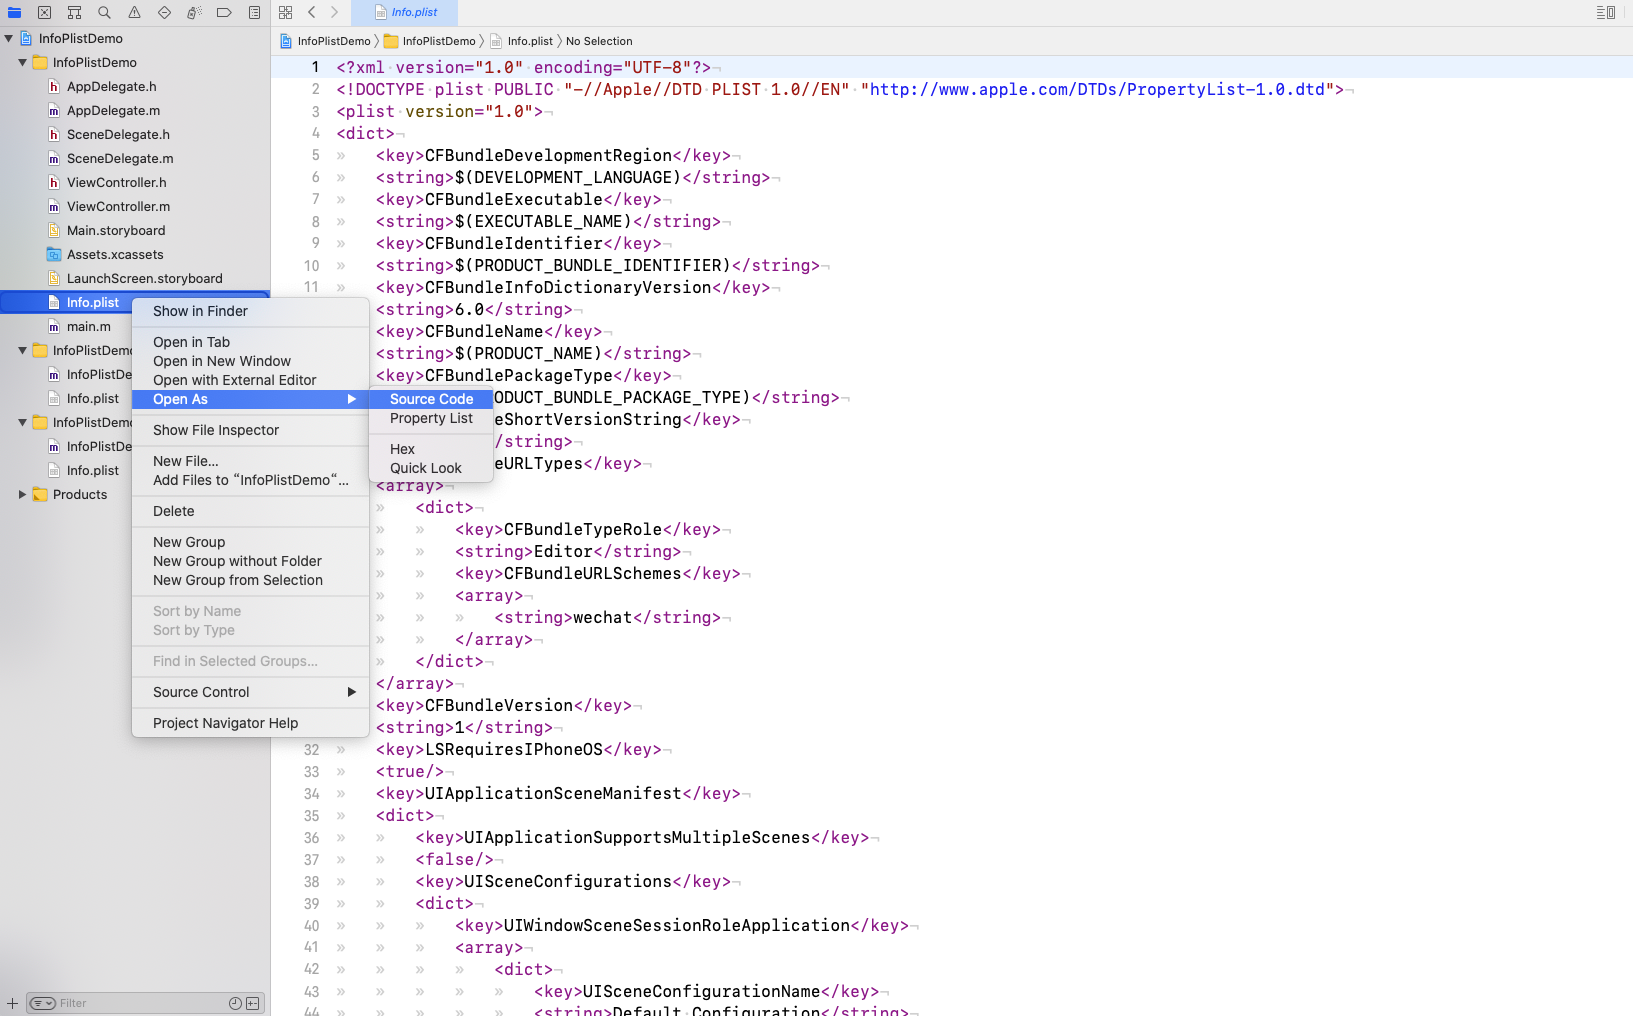 Info.plist
InfoPlistDemo
InfoPlistDemo
AppDelegate.h
AppDelegate.m
SceneDelegate.h
SceneDelegate.m
ViewController.h
ViewController.m
Main.storyboard
Assets.xcassets
LaunchScreen.storyboard
Info.plist
main.m
InfoPlistDemo
InfoPlistDe
Info.plist
InfoPlistDemo
InfoPlistDe
Info.plist
Products
Filter
Show in Finder
Open in Tab
Open in New Window
Open with External Editor
Open As
Show File Inspector
New File...
Add Files to “InfoPlistDemo“...
Delete
New Group
New Group without Folder
New Group from Selection
Sort by Name
Sort by Type
Find in Selected Groups...
Source Control
Project Navigator Help
Source Code
Property List
Hex
Quick Look
InfoPlistDemo InfoPlistDemo Info.plist No Selection
1 <?xml version="1.0" encoding="UTF-8"?>
2 <!DOCTYPE plist PUBLIC "-//Apple//DTD PLIST 1.0//EN" "http://www.apple.com/DTDs/PropertyList-1.0.dtd">
3 <plist version="1.0">
4 <dict>
5 <key>CFBundleDevelopmentRegion</key>
6 <string>$(DEVELOPMENT_LANGUAGE)</string>
7 <key>CFBundleExecutable</key>
8 <string>$(EXECUTABLE_NAME)</string>
9 <key>CFBundleIdentifier</key>
10 <string>$(PRODUCT_BUNDLE_IDENTIFIER)</string>
11 <key>CFBundleInfoDictionaryVersion</key>
<string>6.0</string>
<key>CFBundleName</key>
<string>$(PRODUCT_NAME)</string>
<key>CFBundlePackageType</key>
ODUCT_BUNDLE_PACKAGE_TYPE)</string>
eShortVersionString</key>
/string>
eURLTypes</key>
<array>
<dict>
<key>CFBundleTypeRole</key>
<string>Editor</string>
<key>CFBundleURLSchemes</key>
<array>
<string>wechat</string>
</array>
</dict>
</array>
<key>CFBundleVersion</key>
<string>1</string>
32 <key>LSRequiresIPhoneOS</key>
33 <true/>
34 <key>UIApplicationSceneManifest</key>
35 <dict>
36 <key>UIApplicationSupportsMultipleScenes</key>
37 <false/>
38 <key>UISceneConfigurations</key>
39 <dict>
40 <key>UIWindowSceneSessionRoleApplication</key>
41 <array>
42 <dict>
43 <key>UISceneConfigurationName</key>
44 <string>Default Configuration</string>